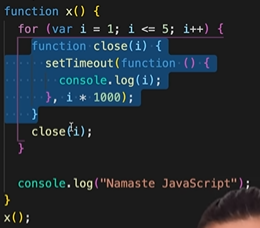 function x() {
for (var i = 1; i <= 5; i++) {
function close(i) {
setTimeout(function () {
console.log(i);
}, i * 1000);
}
close(i);
}
console.log("Namaste JavaScript");
}
x();